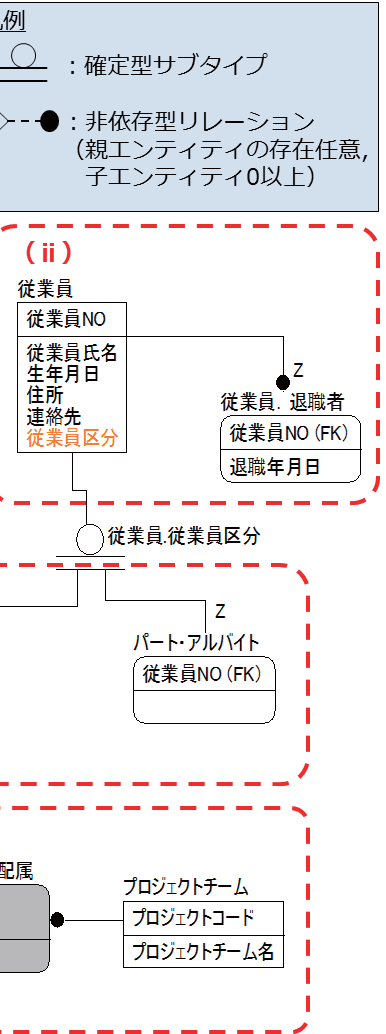 凡例
：確定型サブタイプ
：非依存型リレーション
（親エンティティの存在任意，
子エンティティ0以上）
（ii）
従業員
従業員NO
従業員氏名
生年月日
住所
連絡先
従業員区分
Z
従業員．退職者
従業員NO（FK）
退職年月日
従業員.従業員区分
Z
パート・アルバイト
従業員NO（FK）
配属
プロジェクトチーム
プロジェクトコード
プロジェクトチーム名